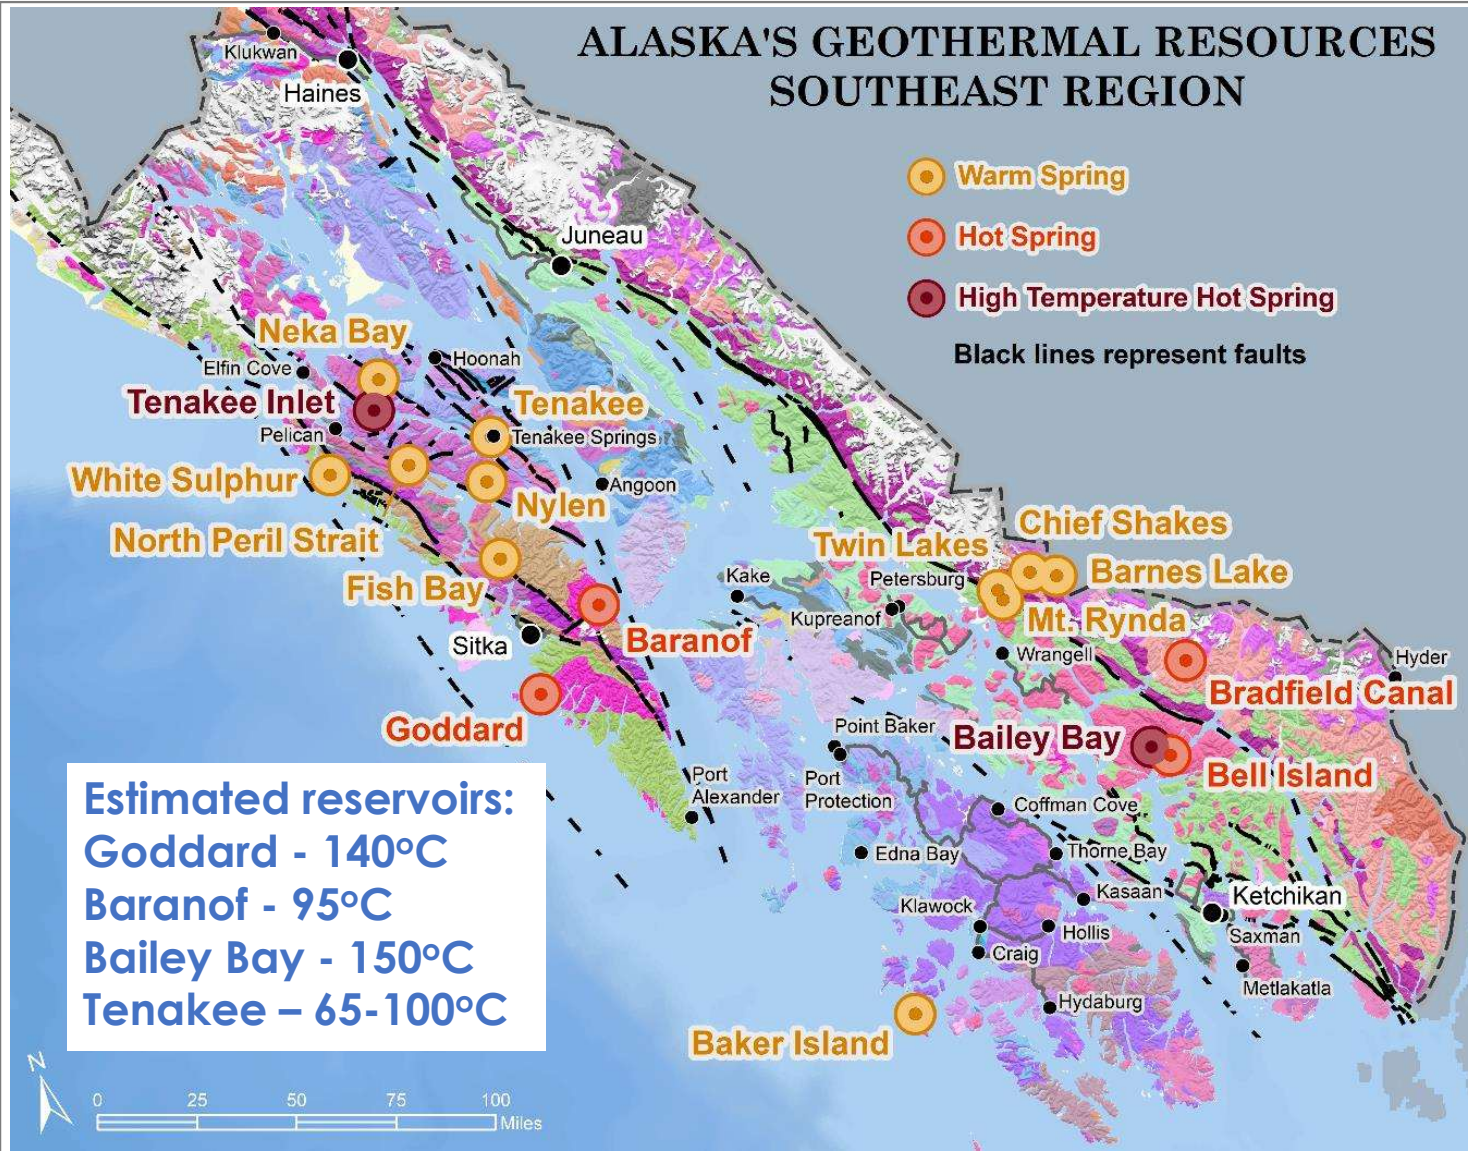 ALASKA'S GEOTHERMAL RESOURCES
SOUTHEAST REGION
Warm Spring
Hot Spring
High Temperature Hot Spring
Black lines represent faults
Klukwan
Haines
Juneau
Neka Bay
Hoonah
Elfin Cove
Tenakee Inlet
Tenakee
Pelican
Tenakee Springs
White Sulphur
Angoon
Nylen
North Peril Strait
Chief Shakes
Twin Lakes
Barnes Lake
Kake
Petersburg
Fish Bay
Kupreanof
Mt. Rynda
Sitka
Baranof
Wrangell
Hyder
Bradfield Canal
Goddard
Point Baker
Bailey Bay
Bell Island
Port
Alexander
Port
Protection
Coffman Cove
Edna Bay
Thorne Bay
Kasaan
Ketchikan
Klawock
Hollis
Saxman
Craig
Metlakatla
Hydaburg
Baker Island
Estimated reservoirs:
Goddard - 140°C
Baranof - 95°C
Bailey Bay - 150°C
Tenakee – 65-100°C
N
0 25 50 75 100
Miles